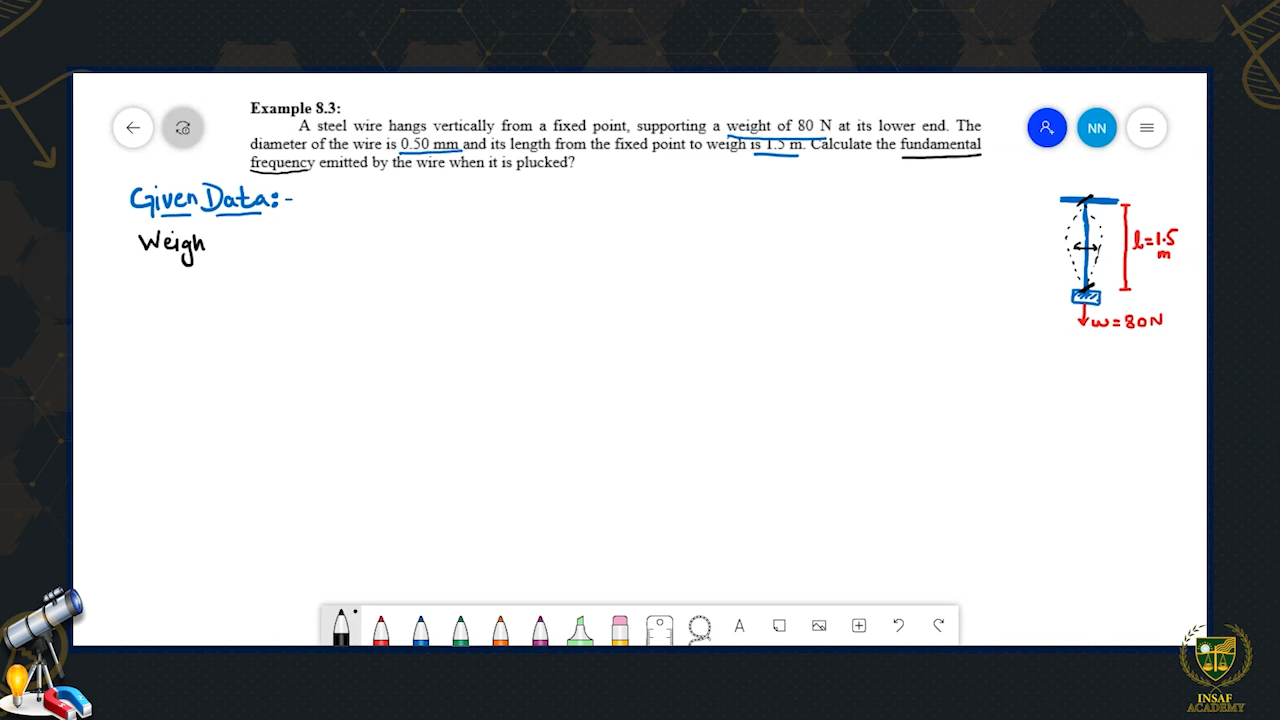 Example 8.3:
A steel wire hangs vertically from a fixed point, supporting a weight of 80 N at its lower end. The
diameter of the wire is 0.50 mm and its length from the fixed point to weigh is 1.5 m. Calculate the fundamental
frequency emitted by the wire when it is plucked?
NN
Given Data:-
Weigh
l=1.5
m
w=80N
A
INSAF
ACADEMY